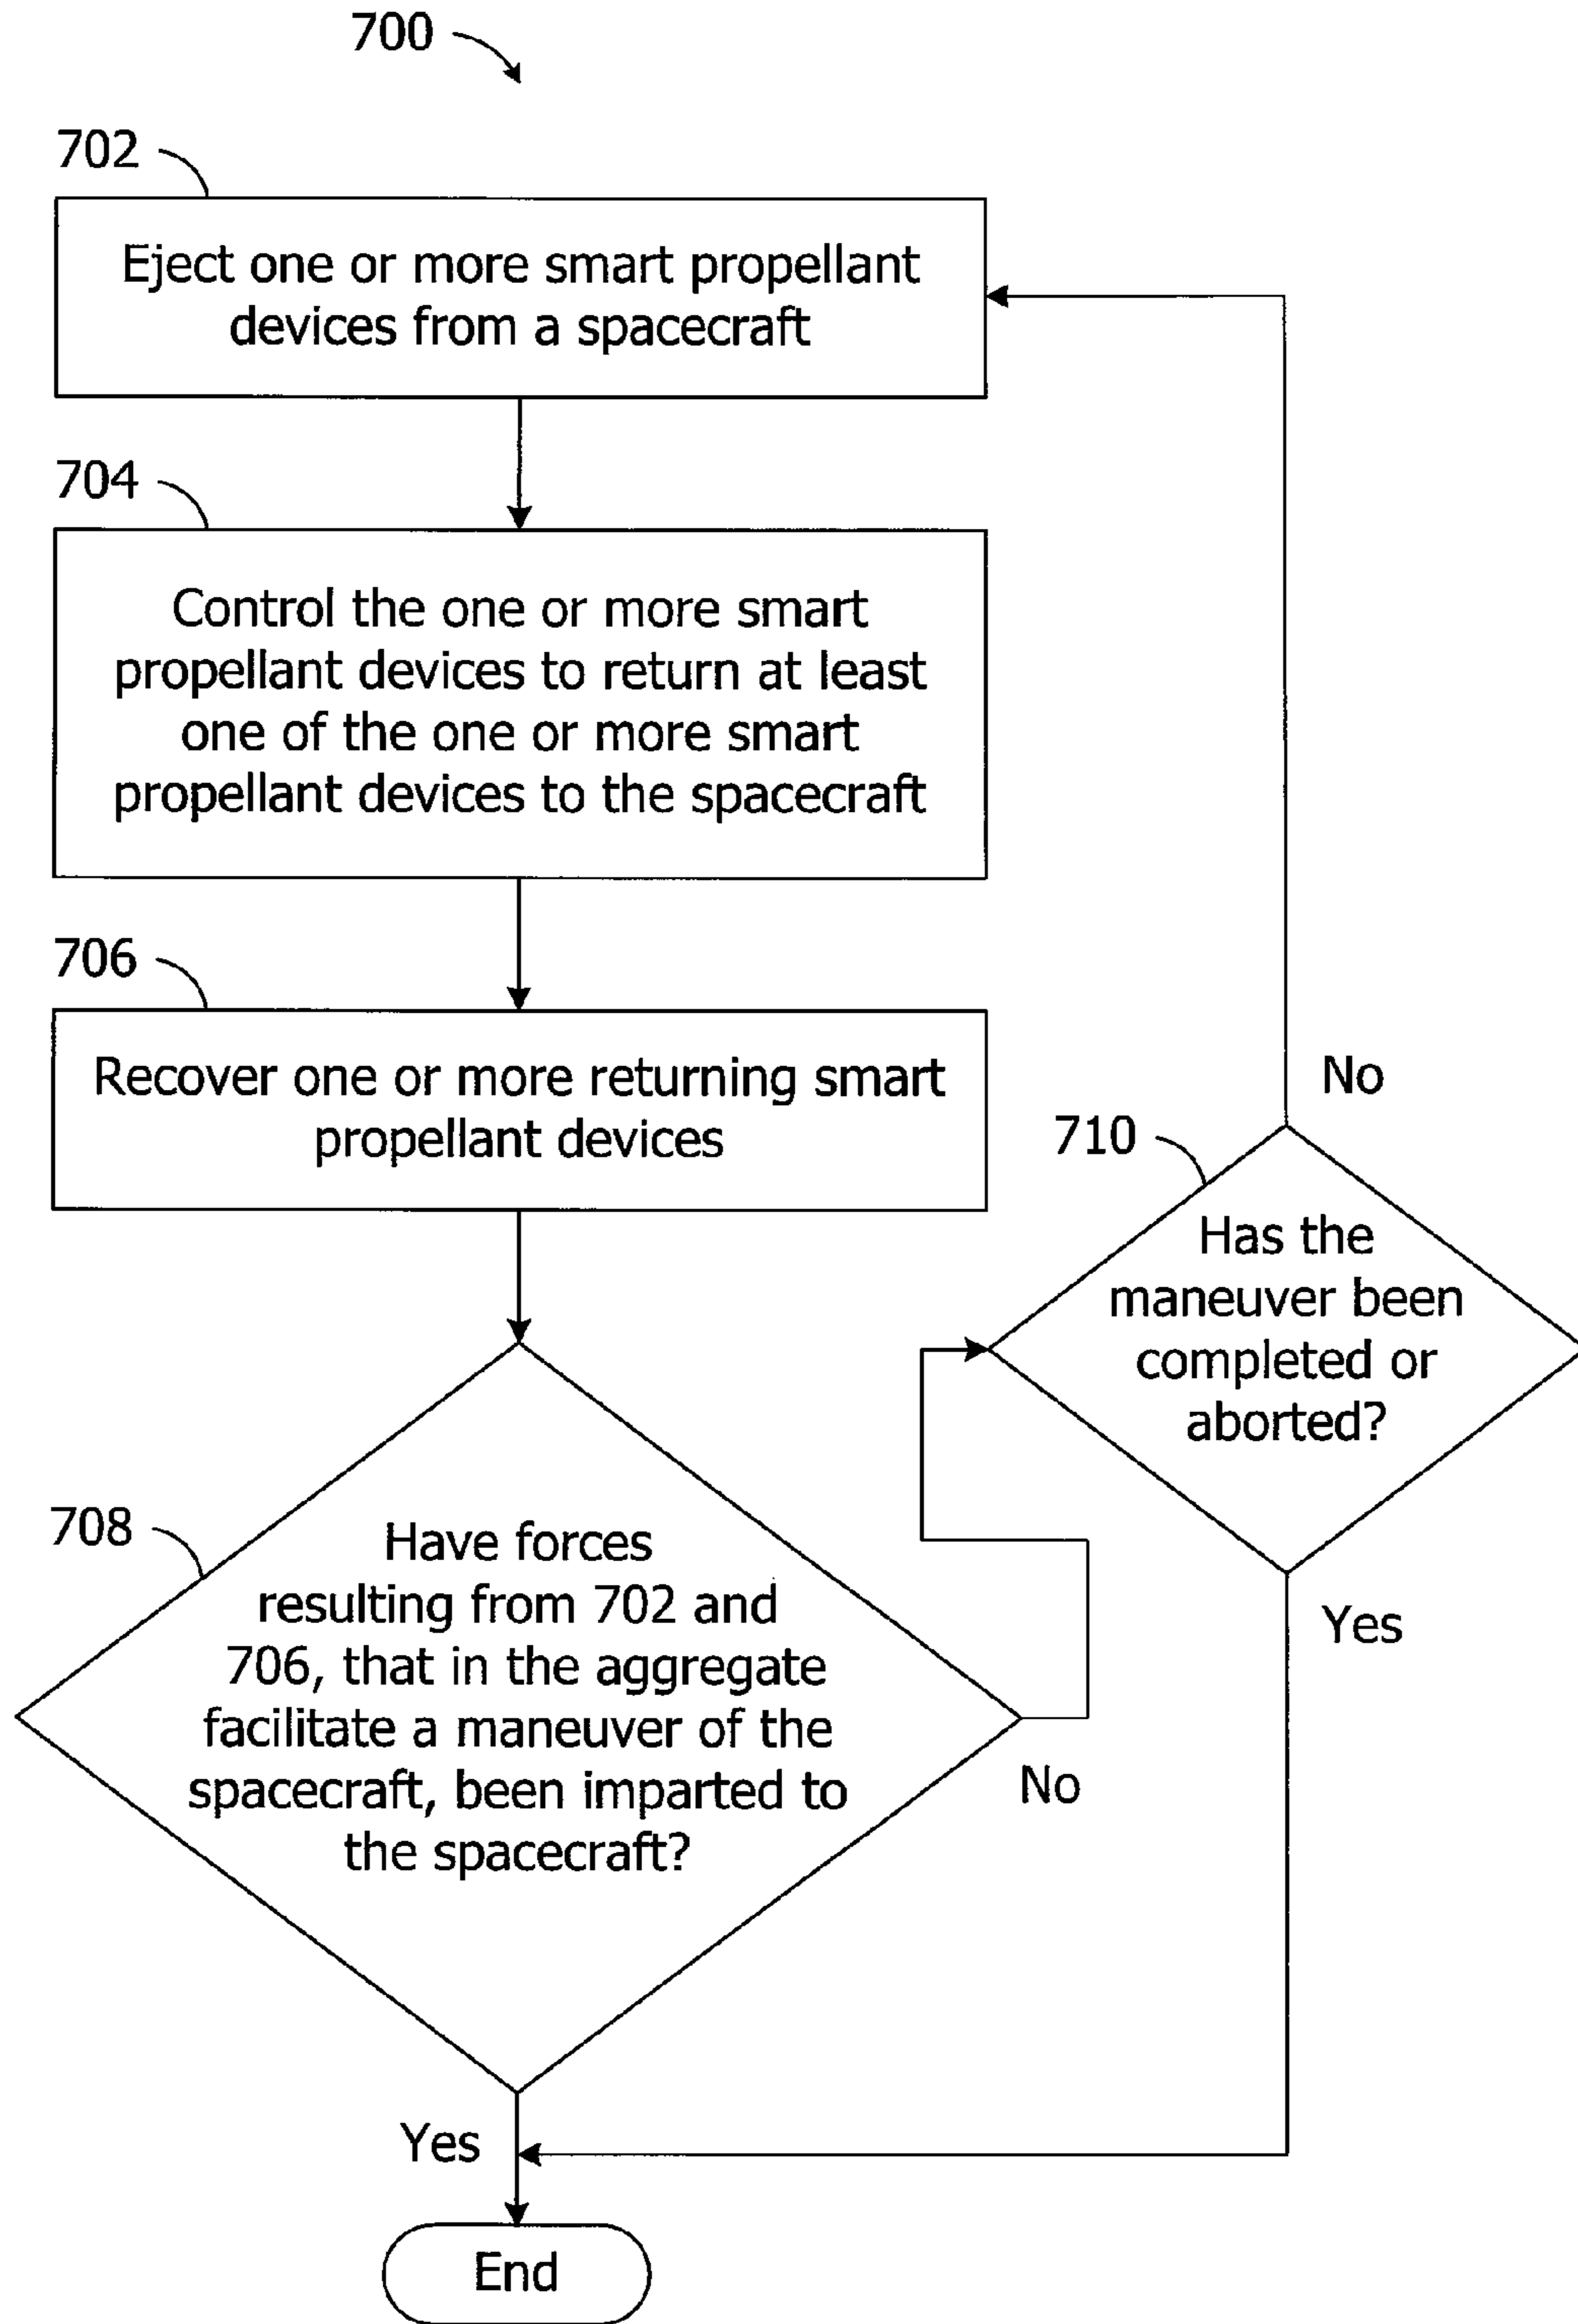 700
702
Eject one or more smart propellant
devices from a spacecraft
704
Control the one or more smart
propellant devices to return at least
one of the one or more smart
propellant devices to the spacecraft
706
Recover one or more returning smart
propellant devices
708
Have forces
resulting from 702 and
706, that in the aggregate
facilitate a maneuver of the
spacecraft, been imparted to
the spacecraft?
No
Yes
710
Has the
maneuver been
completed or
aborted?
No
Yes
End